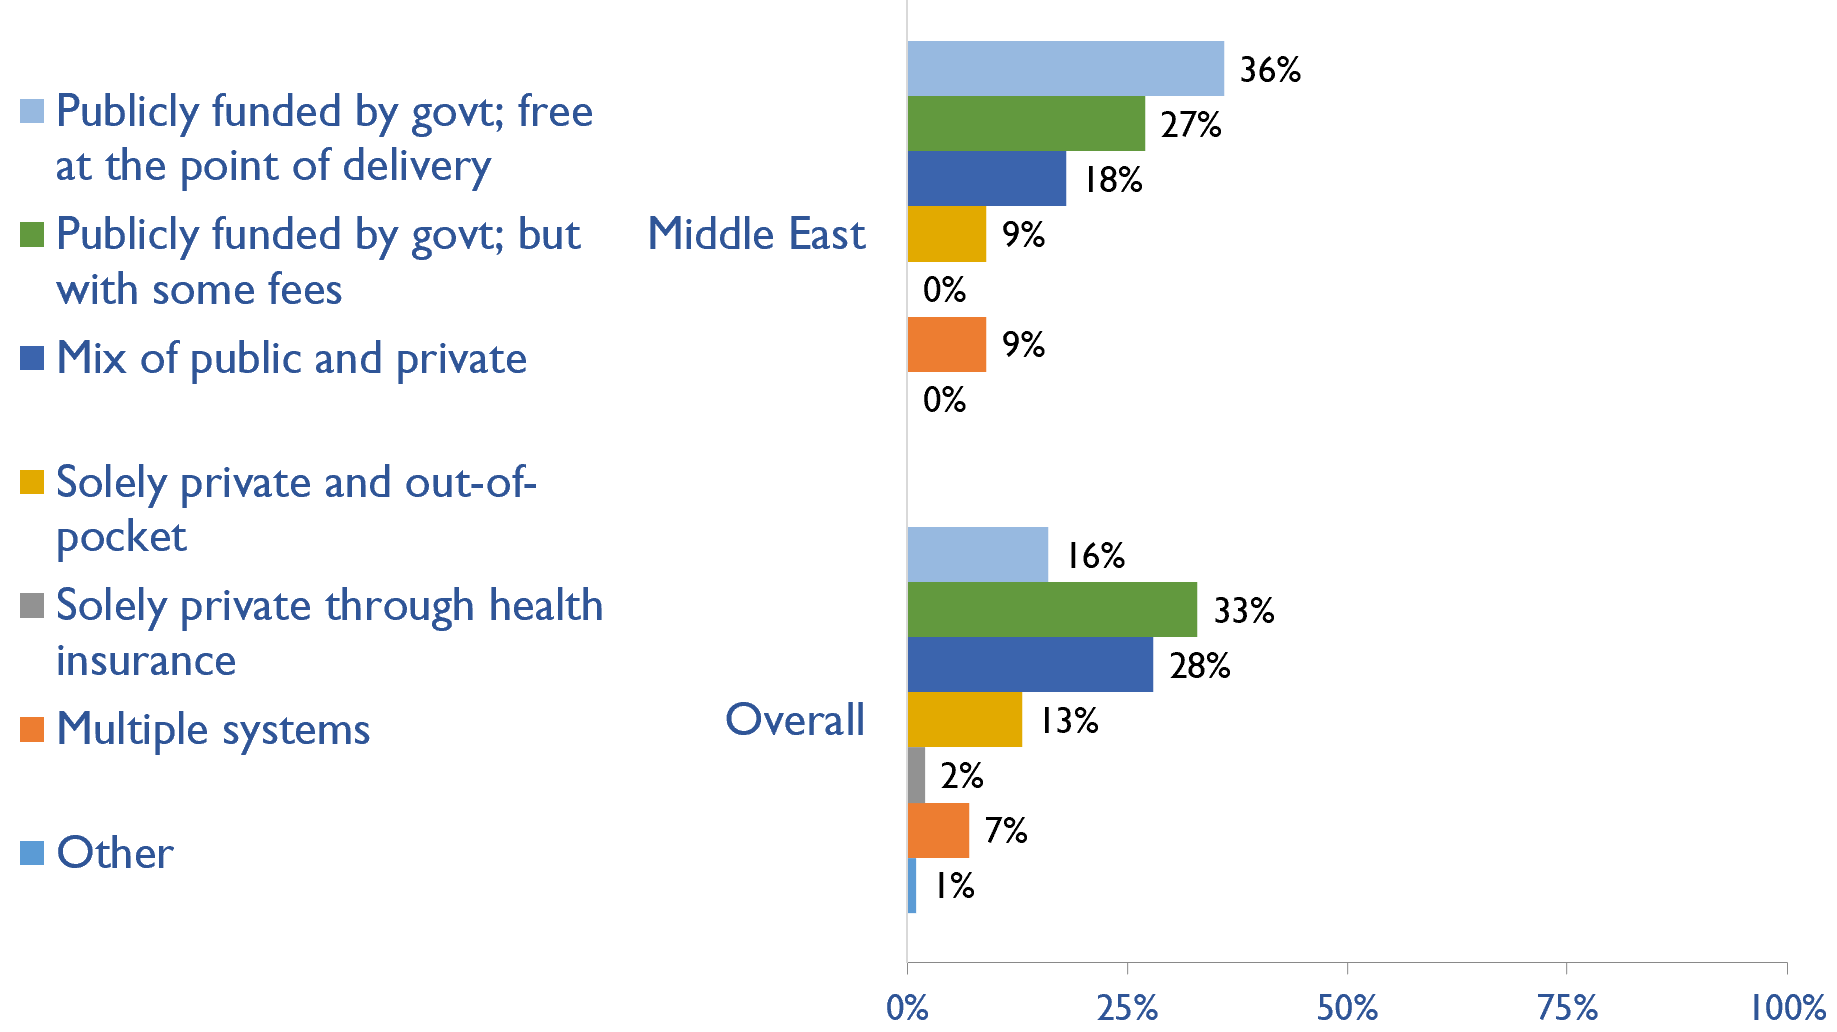 Publicly funded by govt; free
at the point of delivery
Publicly funded by govt; but
with some fees
Mix of public and private
Solely private and out-of-
pocket
Solely private through health
insurance
Multiple systems
Other
Middle East
36%
27%
18%
9%
0%
9%
0%
Overall
16%
33%
28%
13%
2%
7%
1%
0%
25%
50%
75%
100%